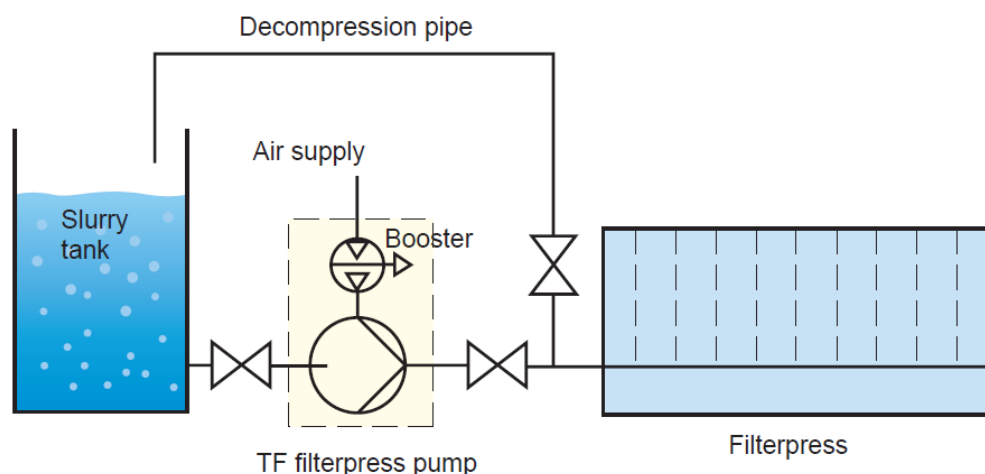 Decompression pipe
Air supply
Slurry
tank
Booster
TF filterpress pump
Filterpress